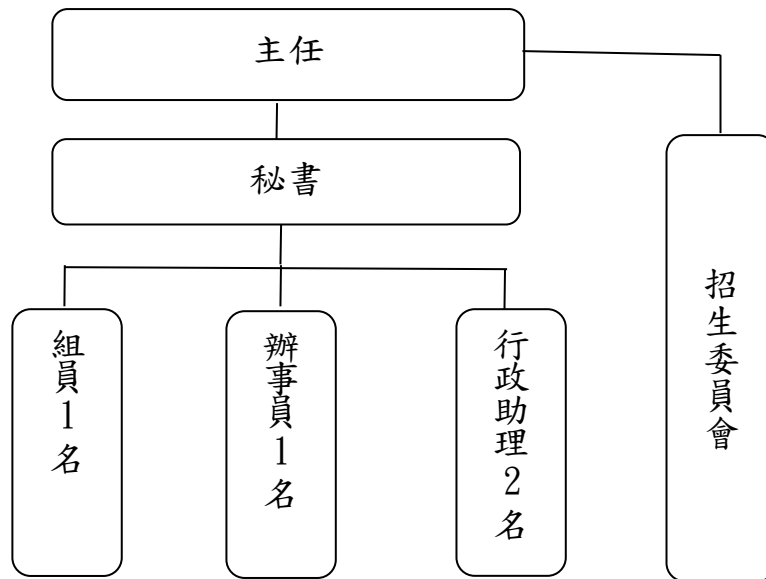 主任
秘書
組員1名
辦事員1名
行政助理2名
招生委員會